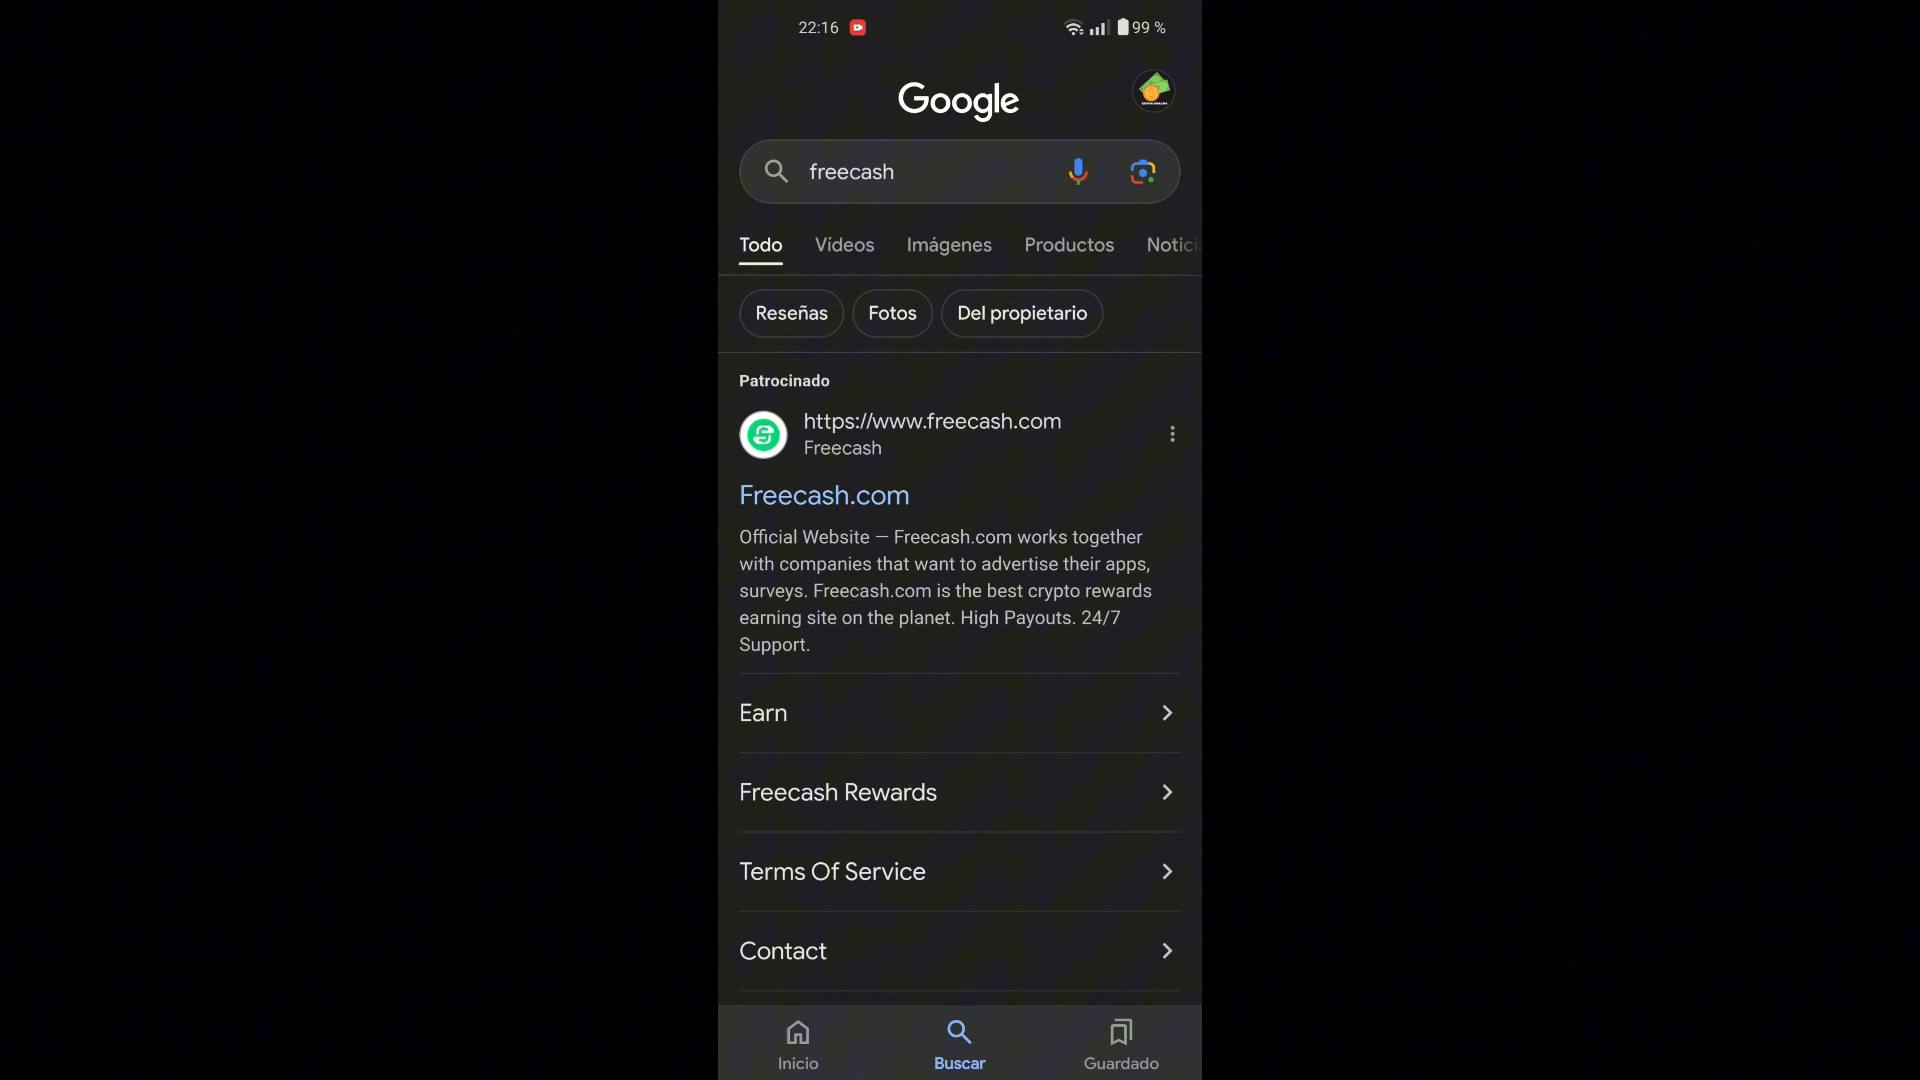 22:16
99 %
Google
freecash
Todo Vídeos Imágenes Productos Notici
Reseñas Fotos Del propietario
Patrocinado
https://www.freecash.com
Freecash
Freecash.com
Official Website — Freecash.com works together
with companies that want to advertise their apps,
surveys. Freecash.com is the best crypto rewards
earning site on the planet. High Payouts. 24/7
Support.
Earn
Freecash Rewards
Terms Of Service
Contact
Inicio Buscar Guardado